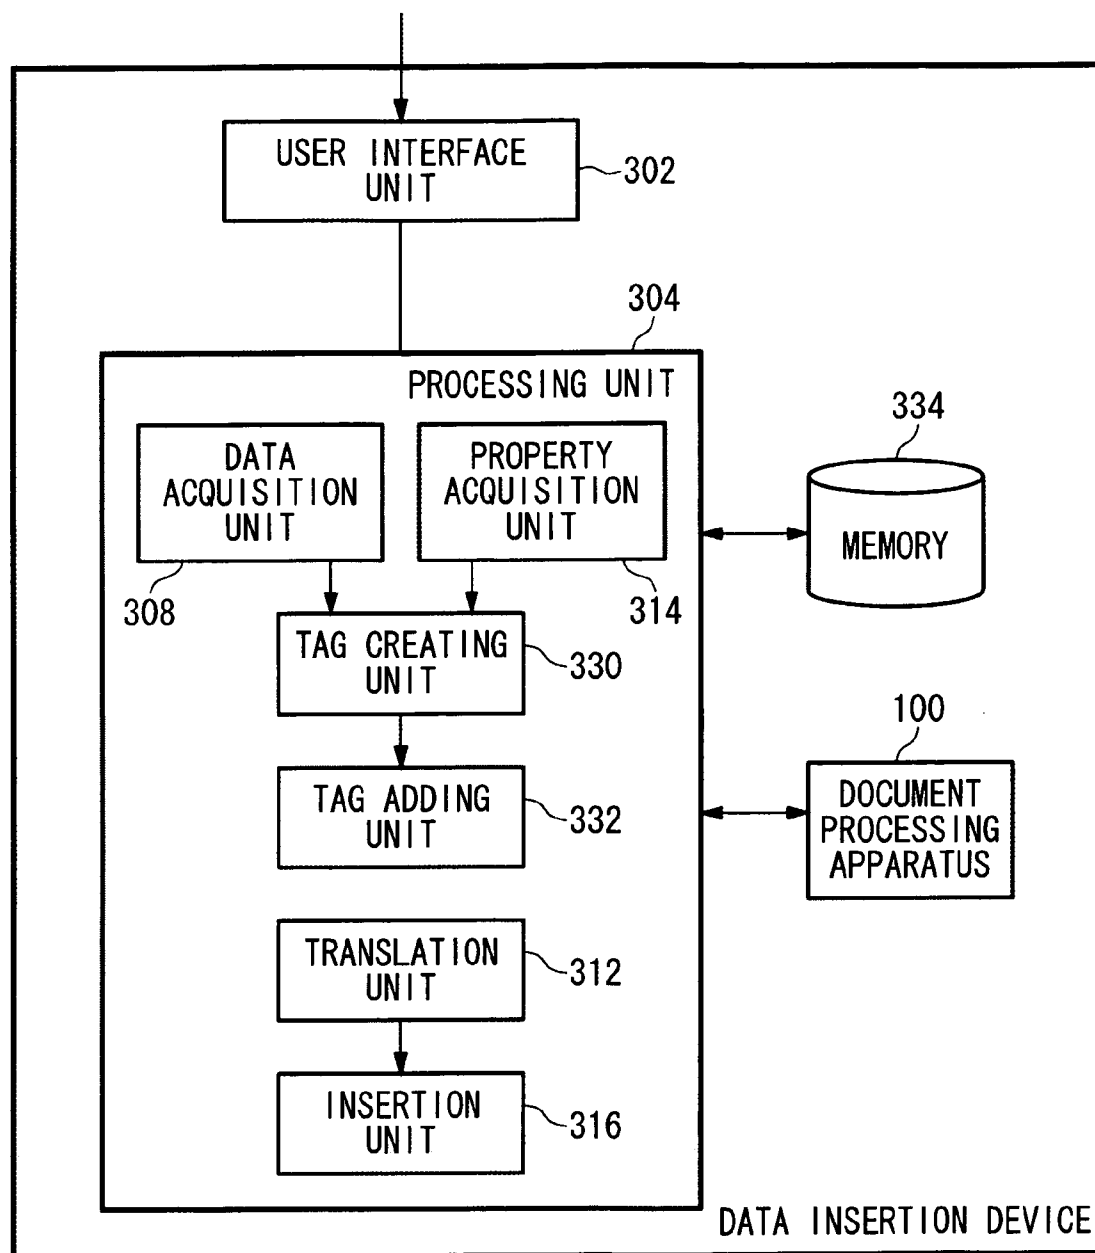 USER INTERFACE
UNIT
302
304
PROCESSING UNIT
DATA
ACQUISITION
UNIT
308
PROPERTY
ACQUISITION
UNIT
314
334
MEMORY
TAG CREATING
UNIT
330
100
DOCUMENT
PROCESSING
APPARATUS
TAG ADDING
UNIT
332
TRANSLATION
UNIT
312
INSERTION
UNIT
316
DATA INSERTION DEVICE